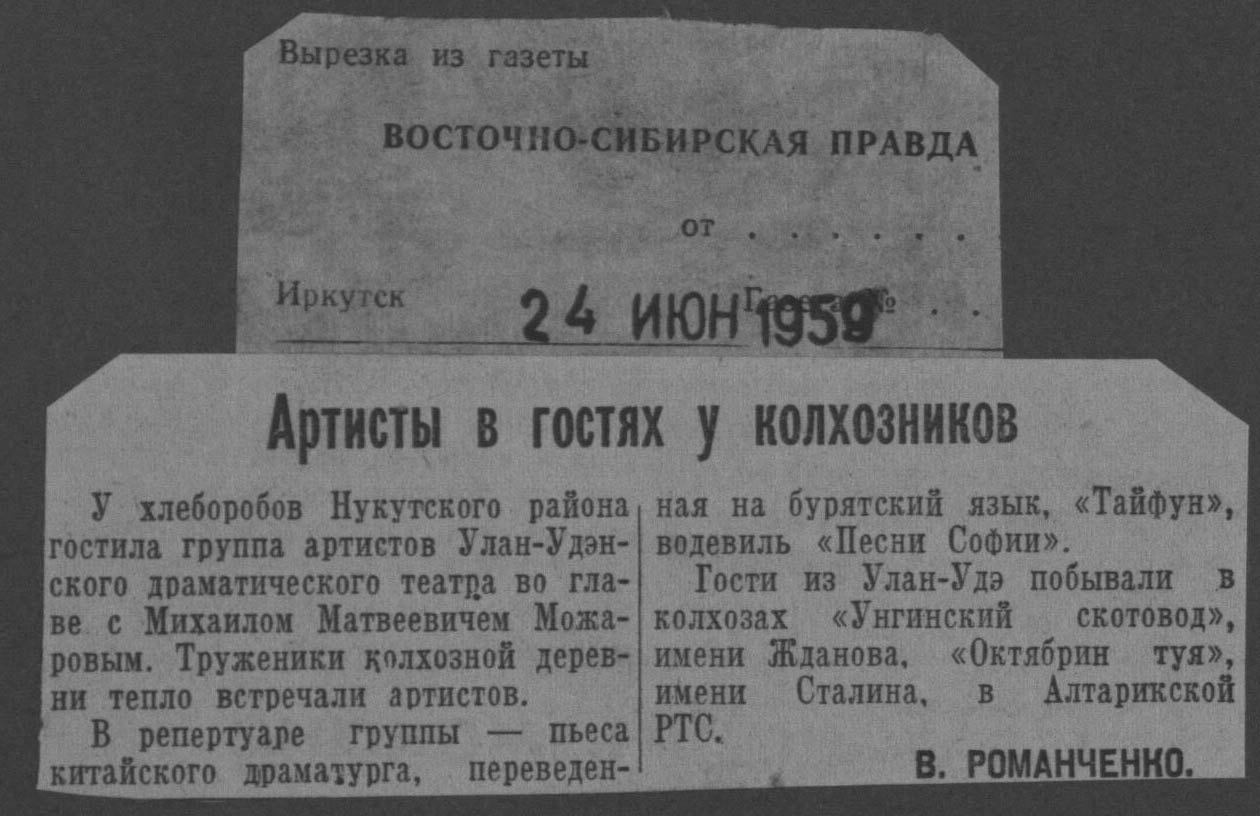 Вырезка из газеты
ВОСТОЧНО-СИБИРСКАЯ ПРАВДА
от . . . . . .
Иркутск
Газета № . .
24 ИЮН 1959
Артисты в гостях у колхозников
У хлеборобов Нукутского района
гостила группа артистов Улан-Удэн-
ского драматического театра во гла-
ве с Михаилом Матвеевичем Можа-
ровым. Труженики колхозной дерев-
ни тепло встречали артистов.
В репертуаре группы — пьеса
китайского драматурга, переведен-
ная на бурятский язык, «Тайфун»,
водевиль «Песни Софии».
Гости из Улан-Удэ побывали в
колхозах «Унгинский скотовод»,
имени Жданова, «Октябрин туя»,
имени Сталина, в Алтарикской
РТС.
В. РОМАНЧЕНКО.